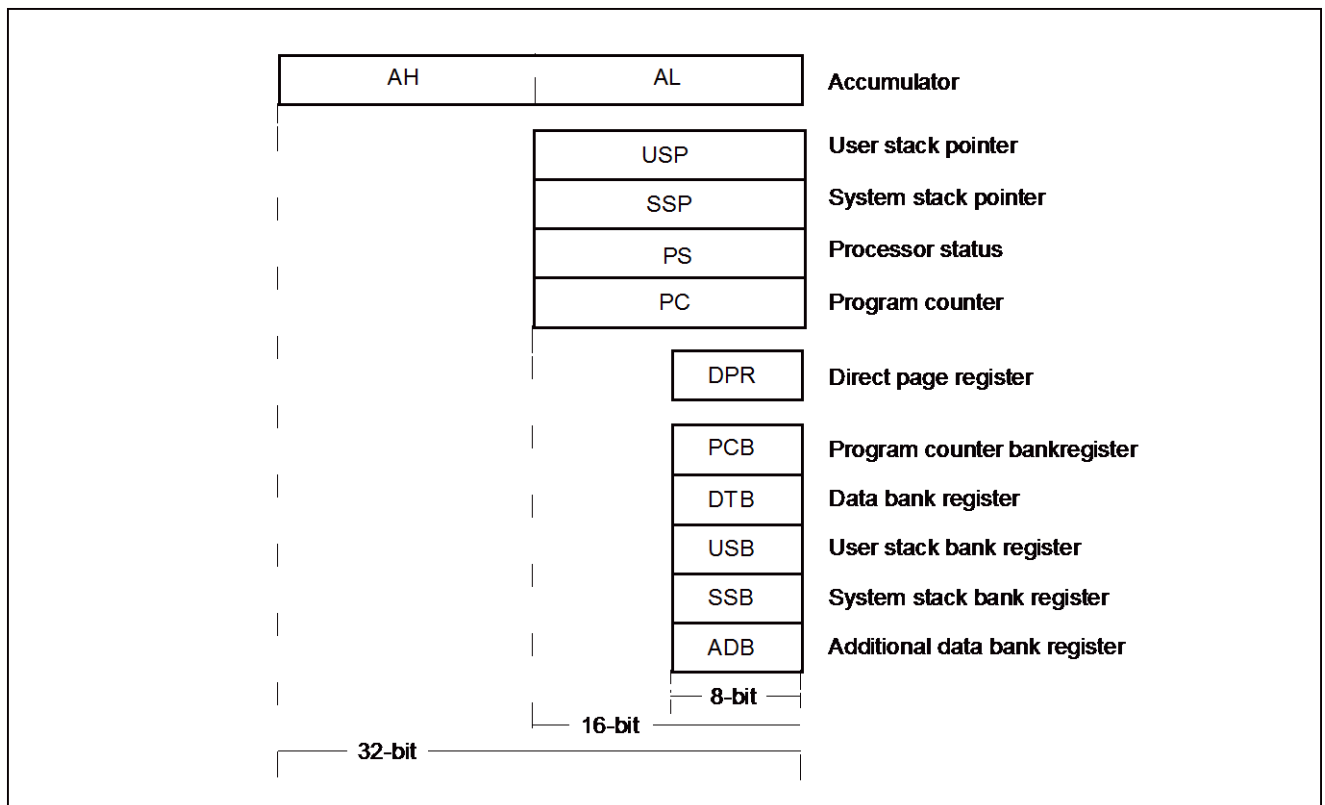 AH AL Accumulator
USP User stack pointer
SSP System stack pointer
PS Processor status
PC Program counter
DPR Direct page register
PCB Program counter bankregister
DTB Data bank register
USB User stack bank register
SSB System stack bank register
ADB Additional data bank register
8-bit
16-bit
32-bit